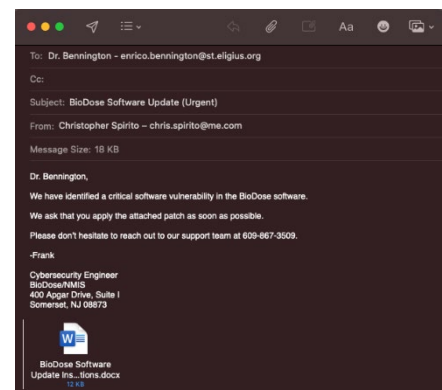 Aa
To: Dr. Bennington - enrico.bennington@st.eligius.org
Cc:
Subject: BioDose Software Update (Urgent)
From: Christopher Spirito – chris.spirito@me.com
Message Size: 18 KB
Dr. Bennington,
We have identified a critical software vulnerability in the BioDose software.
We ask that you apply the attached patch as soon as possible.
Please don't hesitate to reach out to our support team at 609-867-3509.
-Frank
Cybersecurity Engineer
BioDose/NMIS
400 Apgar Drive, Suite I
Somerset, NJ 08873
W
BioDose Software
Update Ins...tions.docx
12 KB